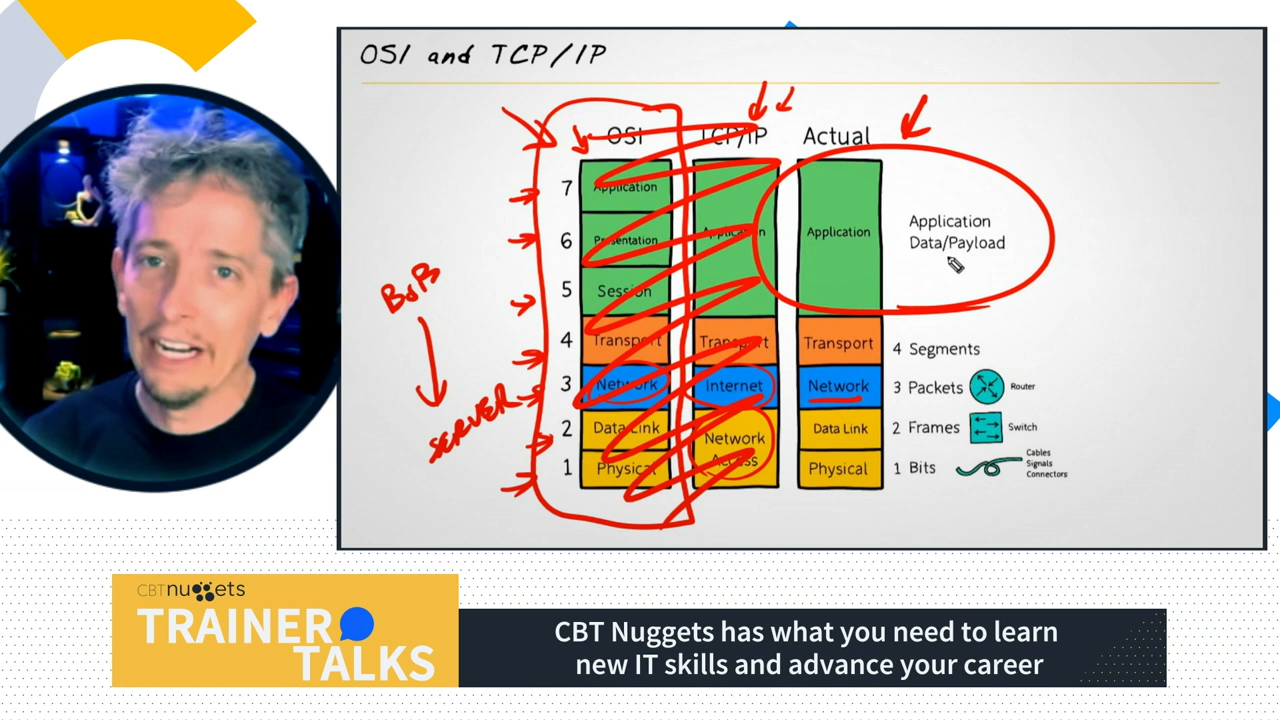 OSI and TCP/IP
OSI
TCP/IP
Actual
7
Application
6
Presentation
5
Session
4
Transport
3
Network
2
Data Link
1
Physical
Application
Transport
Internet
Network
Access
Application
Transport
Network
Data Link
Physical
Application
Data/Payload
4 Segments
3 Packets
Router
2 Frames
Switch
1 Bits
Cables
Signals
Connectors
BOB
SERVER
CBTnuggets
TRAINER
TALKS
CBT Nuggets has what you need to learn
new IT skills and advance your career